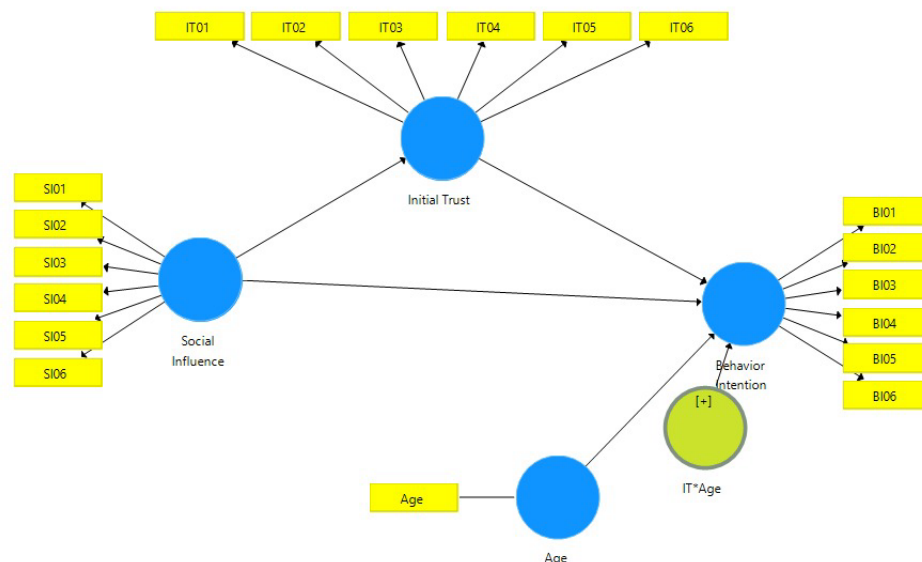 IT01
IT02
IT03
IT04
IT05
IT06
Initial Trust
SI01
SI02
SI03
SI04
SI05
SI06
Social
Influence
BI01
BI02
BI03
BI04
BI05
BI06
Behavior
Intention
[+]
IT*Age
Age
Age